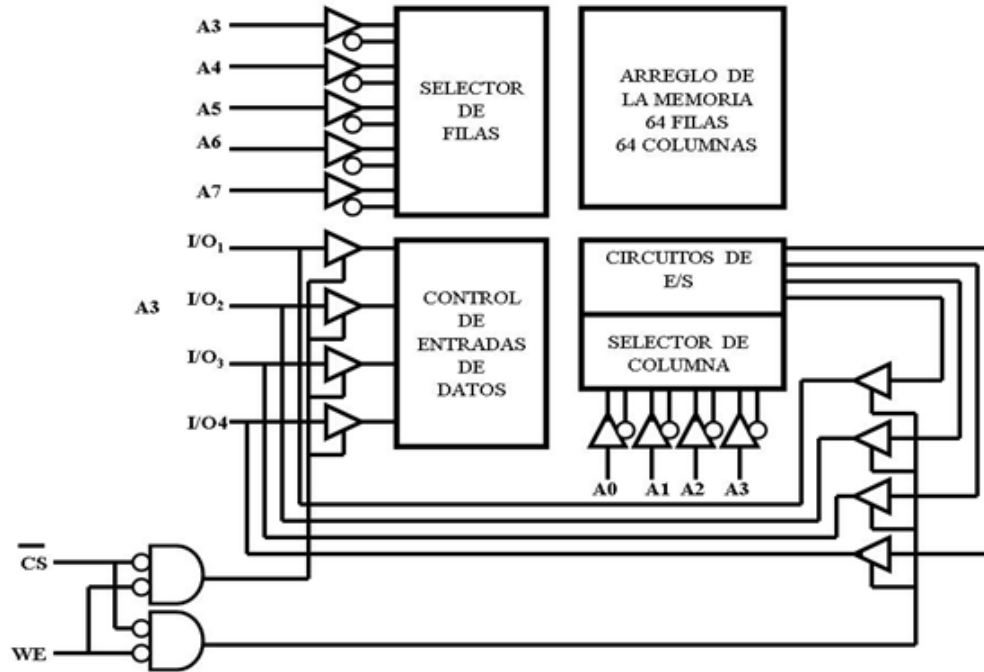 A3
A4
A5
A6
A7
SELECTOR
DE
FILAS
ARREGLO DE
LA MEMORIA
64 FILAS
64 COLUMNAS
I/O1
A3
I/O2
I/O3
I/O4
CONTROL
DE
ENTRADAS
DE
DATOS
CIRCUITOS DE
E/S
SELECTOR DE
COLUMNA
A0
A1
A2
A3
CS
WE